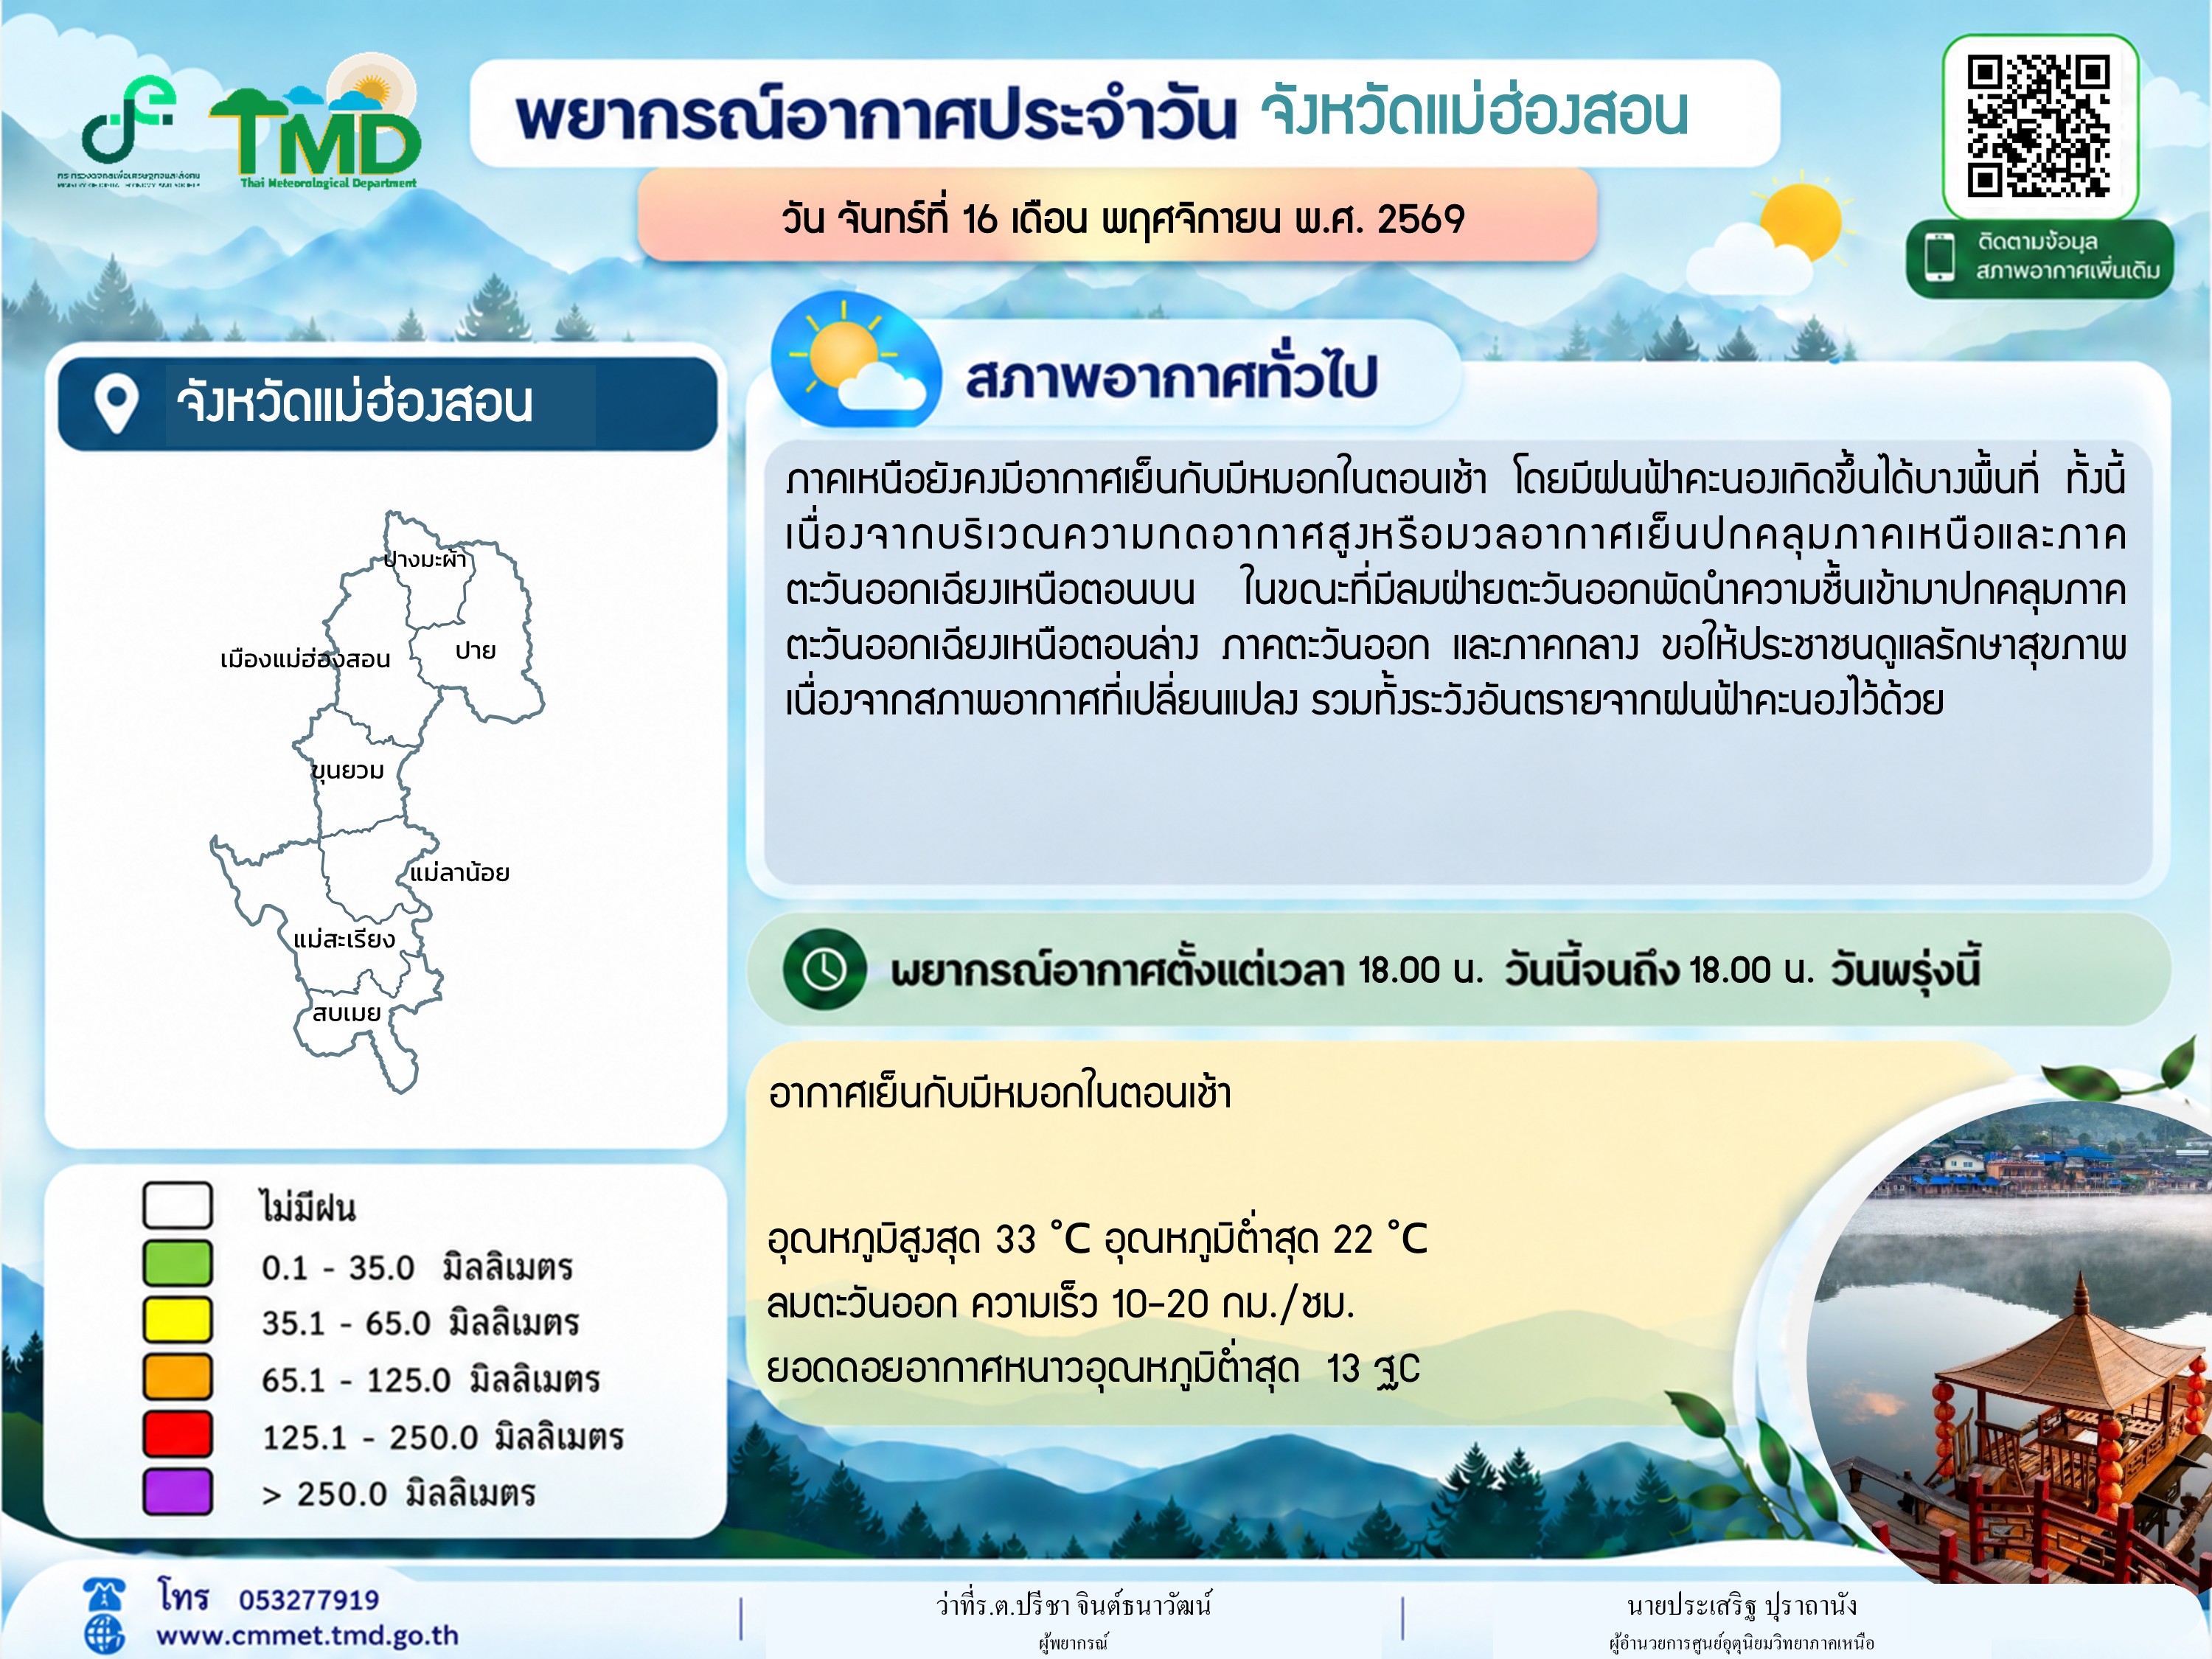 พยากรณ์อากาศประจำวัน จังหวัดแม่ฮ่องสอน
TMD
Thai Meteorological Department
วัน จันทร์ที่ 16 เดือน พฤศจิกายน พ.ศ. 2569
ติดตามข้อมูล
สภาพอากาศเพิ่มเติม
จังหวัดแม่ฮ่องสอน
ปางมะผ้า
ปาย
เมืองแม่ฮ่องสอน
ขุนยวม
แม่ลาน้อย
แม่สะเรียง
สบเมย
ไม่มีฝน
0.1 - 35.0 มิลลิเมตร
35.1 - 65.0 มิลลิเมตร
65.1 - 125.0 มิลลิเมตร
125.1 - 250.0 มิลลิเมตร
> 250.0 มิลลิเมตร
สภาพอากาศทั่วไป
ภาคเหนือยังคงมีอากาศเย็นกับมีหมอกในตอนเช้า โดยมีฝนฟ้าคะนองเกิดขึ้นได้บางพื้นที่ ทั้งนี้
เนื่องจากบริเวณความกดอากาศสูงหรือมวลอากาศเย็นปกคลุมภาคเหนือและภาค
ตะวันออกเฉียงเหนือตอนบน ในขณะที่มีลมฝ่ายตะวันออกพัดนำความชื้นเข้ามาปกคลุมภาค
ตะวันออกเฉียงเหนือตอนล่าง ภาคตะวันออก และภาคกลาง ขอให้ประชาชนดูแลรักษาสุขภาพ
เนื่องจากสภาพอากาศที่เปลี่ยนแปลง รวมทั้งระวังอันตรายจากฝนฟ้าคะนองไว้ด้วย
พยากรณ์อากาศตั้งแต่เวลา 18.00 น. วันนี้จนถึง 18.00 น. วันพรุ่งนี้
อากาศเย็นกับมีหมอกในตอนเช้า
อุณหภูมิสูงสุด 33 °C อุณหภูมิต่ำสุด 22 °C
ลมตะวันออก ความเร็ว 10-20 กม./ชม.
ยอดดอยอากาศหนาวอุณหภูมิต่ำสุด 13 ฐC
โทร 053277919
www.cmmet.tmd.go.th
ว่าที่ร.ต.ปรีชา จินต์ธนาวัฒน์
ผู้พยากรณ์
นายประเสริฐ ปุราถานัง
ผู้อำนวยการศูนย์อุตุนิยมวิทยาภาคเหนือ